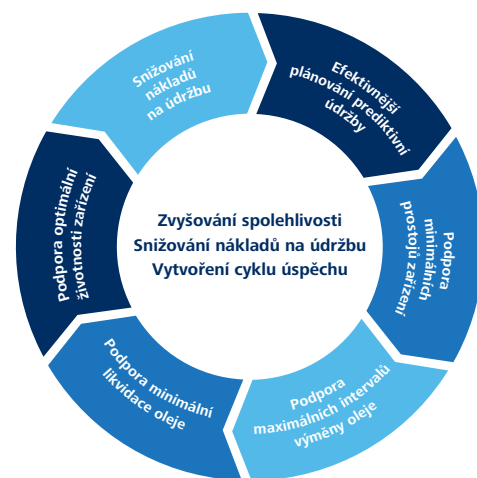 Snižování
nákladů
na údržbu
Efektivnější
plánování prediktivní
údržby
Podpora
minimálních
prostojů zařízení
Podpora
maximálních intervalů
výměny oleje
Podpora minimální
likvidace oleje
Podpora optimální
životnosti zařízení
Zvyšování spolehlivosti
Snižování nákladů na údržbu
Vytvoření cyklu úspěchu